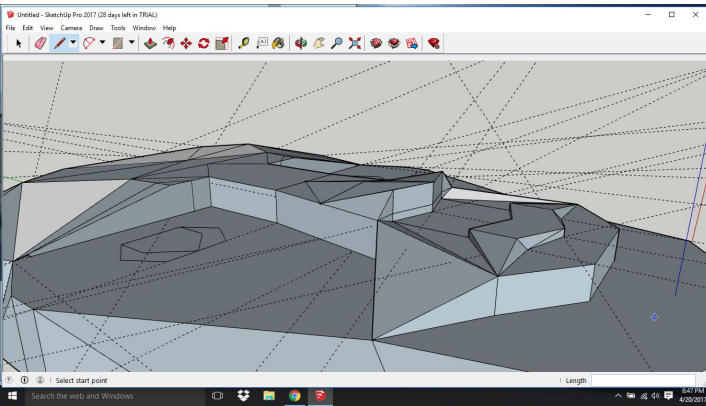 Untitled - SketchUp Pro 2017 (28 days left in TRIAL)
File Edit View Camera Draw Tools Window Help
A1
Select start point
Length
Search the web and Windows
8:47 PM
4/20/2017